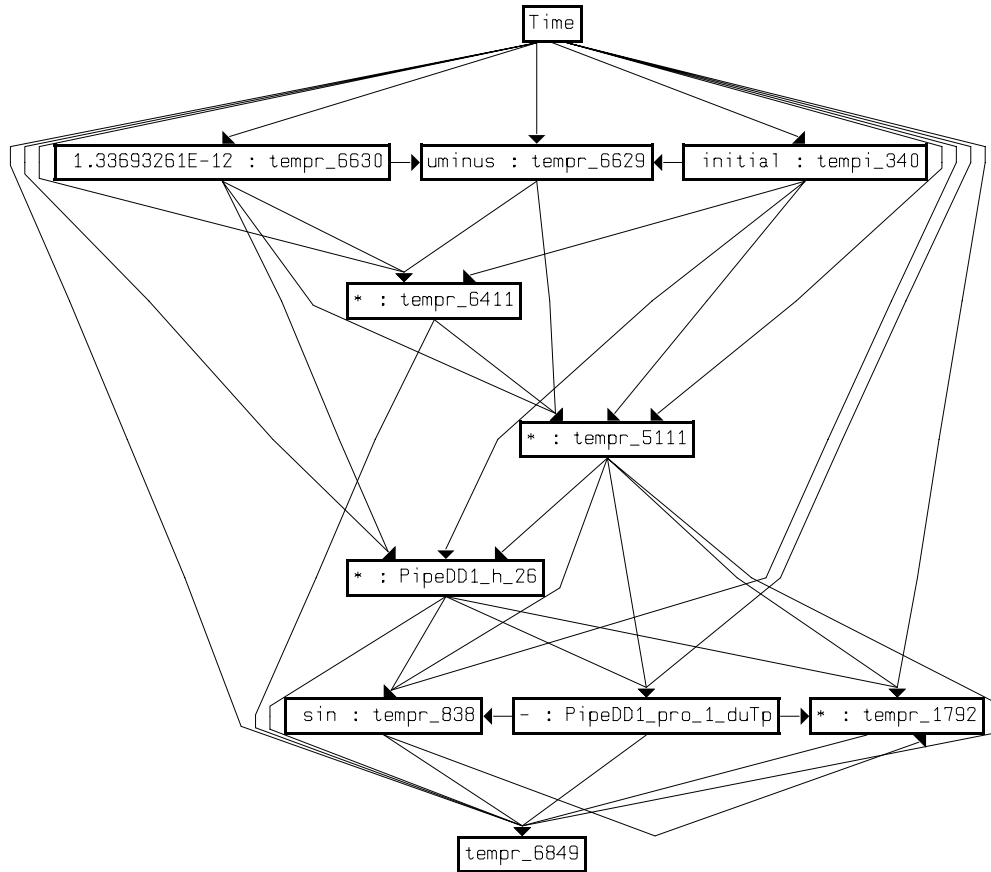 Time
1.33693261E-12 : tempr_6630
uminus : tempr_6629
initial : tempi_340
* : tempr_6411
* : tempr_5111
* : PipeDD1_h_26
sin : tempr_838
- : PipeDD1_pro_1_duTp
* : tempr_1792
tempr_6849